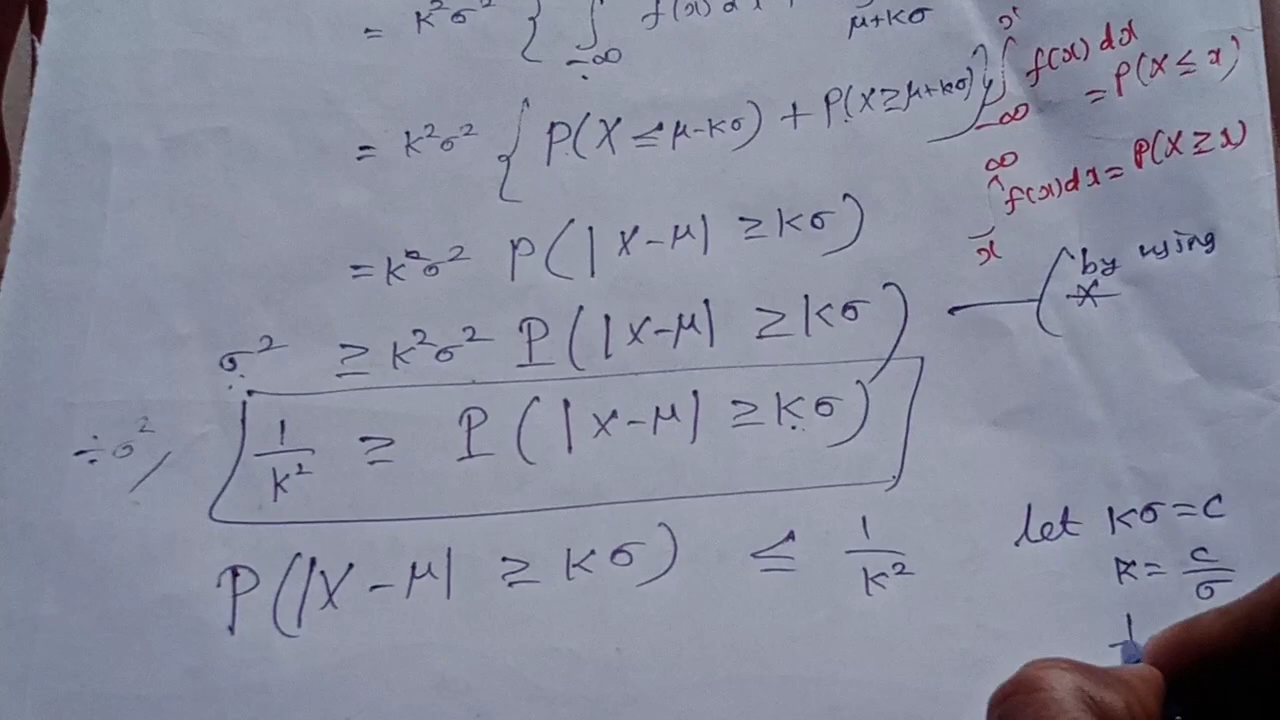 = k²σ² { ∫ f(x) dx
-∞
μ+kσ
= k²σ² { P(X ≤ μ-kσ) + P(X ≥ μ+kσ) }
∫ f(x) dx
x
-∞
= P(X ≤ x)
∞
∫ f(x) dx = P(X ≥ x)
x
= k²σ² P(|X-μ| ≥ kσ)
σ² ≥ k²σ² P(|X-μ| ≥ kσ) — (by using
*
÷σ² 1/k² ≥ P(|X-μ| ≥ kσ)
P(|X-μ| ≥ kσ) ≤ 1/k²
let kσ = c
k = c/σ
1